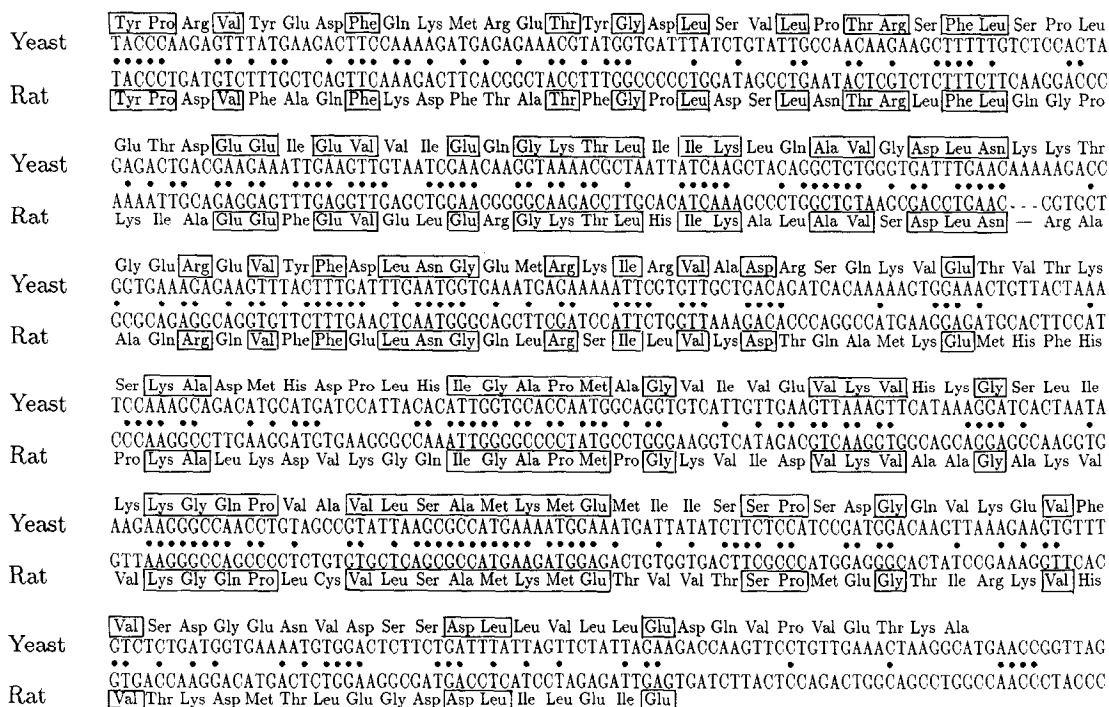 Tyr Pro Arg Val Tyr Glu Asp Phe Gln Lys Met Arg Glu Thr Tyr Gly Asp Leu Ser Val Leu Pro Thr Arg Ser Phe Leu Ser Pro Leu
Yeast TACCCAAGAGTTTATGAAGACTTCCAAAAGATGAGAGAAACGTATGGTGATTTATCTGTATTGCCAACAAGAAGCTTTTTGTCTCCACTA
Rat TACCCTGATGTCTTTGCTCAGTTCAAAGACTTCACGGCTACCTTTGGCCCCCTGGATAGCCTGAATACTCGTCTCTTTCTTCAAGGACCC
Tyr Pro Asp Val Phe Ala Gln Phe Lys Asp Phe Thr Ala Thr Phe Gly Pro Leu Asp Ser Leu Asn Thr Arg Leu Phe Leu Gln Gly Pro
Glu Thr Asp Glu Glu Ile Glu Val Val Ile Glu Gln Gly Lys Thr Leu Ile Ile Lys Leu Gln Ala Val Gly Asp Leu Asn Lys Lys Thr
Yeast GAGACTGACGAAGAAATTGAAGTTGTAATCGAACAAGGTAAAACGCTAATTATCAAGCTACAGGCTGTGGGTGATTTGAACAAAAAGACC
Rat AAAATTGCAGAGGAGTTTGAGGTTGAGCTGGAACGGGGCAAGACCTTGCACATCAAAGCCCTGGCTGTAAGCGACCTGAAC---CGTGCT
Lys Ile Ala Glu Glu Phe Glu Val Glu Leu Glu Arg Gly Lys Thr Leu His Ile Lys Ala Leu Ala Val Ser Asp Leu Asn — Arg Ala
Gly Glu Arg Glu Val Tyr Phe Asp Leu Asn Gly Glu Met Arg Lys Ile Arg Val Ala Asp Arg Ser Gln Lys Val Glu Thr Val Thr Lys
Yeast GGTGAAAGAGAAGTTTACTTTGATTTGAATGGTGAAATGAGAAAAATTCGTGTTGCTGACAGATCACAAAAAGTGGAAACTGTTACTAAA
Rat GCGCAGAGGCAGGTGTTCTTTGAACTCAATGGGCAGCTTCGATCCATTCTGGTTAAAGACACCCAGGCCATGAAGGAGATGCACTTCCAT
Ala Gln Arg Gln Val Phe Phe Glu Leu Asn Gly Gln Leu Arg Ser Ile Leu Val Lys Asp Thr Gln Ala Met Lys Glu Met His Phe His
Ser Lys Ala Asp Met His Asp Pro Leu His Ile Gly Ala Pro Met Ala Gly Val Ile Val Glu Val Lys Val His Lys Gly Ser Leu Ile
Yeast TCCAAAGCAGACATGCATGATCCATTACACATTGGTGCACCAATGGCAGGTGTCATTGTTGAAGTTAAAGTTCATAAAGGATCACTAATA
Rat CCCAAGGCCTTGAAGGATGTGAAGGGCCAAATTGGGGCCCCTATGCCTGGGAAGGTCATAGACGTCAAGGTGGCAGCAGGAGCCAAGGTG
Pro Lys Ala Leu Lys Asp Val Lys Gly Gln Ile Gly Ala Pro Met Pro Gly Lys Val Ile Asp Val Lys Val Ala Ala Gly Ala Lys Val
Lys Lys Gly Gln Pro Val Ala Val Leu Ser Ala Met Lys Met Glu Met Ile Ile Ser Ser Pro Ser Asp Gly Gln Val Lys Glu Val Phe
Yeast AAGAAGGGCCAACCTGTAGCCGTATTAAGCGCCATGAAAATGGAAATGATTATATCTTCTCCATCCGATGGACAAGTTAAAGAAGTGTTT
Rat GTTAAGGGCCAGCCCCTCTGTGTGCTCAGCGCCATGAAGATGGAGACTGTGGTGACTTCGCCCATGGAGGGCACTATCCGAAAGGTTCAC
Val Lys Gly Gln Pro Leu Cys Val Leu Ser Ala Met Lys Met Glu Thr Val Val Thr Ser Pro Met Glu Gly Thr Ile Arg Lys Val His
Val Ser Asp Gly Glu Asn Val Asp Ser Ser Asp Leu Leu Val Leu Leu Glu Asp Gln Val Pro Val Glu Thr Lys Ala
Yeast GTCTCTGATGGTGAAAATGTGGACTCTTCTGATTTATTAGTTCTATTAGAAGACCAAGTTCCTGTTGAAACTAAGGCATGAACCGGTTAG
Rat GTGACCAAGGACATGACTCTGGAAGGCGATGACCTCATCCTAGAGATTGAGTGATCTTACTCCAGACTGGCAGCCTGGCCAACCCTACCC
Val Thr Lys Asp Met Thr Leu Glu Gly Asp Asp Leu Ile Leu Glu Ile Glu